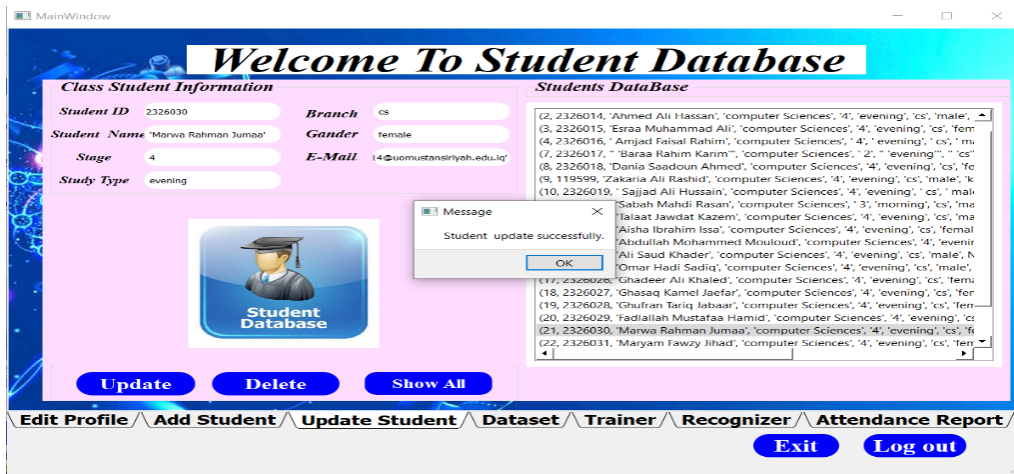 MainWindow
Welcome To Student Database
Class Student Information
Student ID 2326030
Branch cs
Student Name 'Marwa Rahman Jumaa'
Gander female
Stage 4
E-Mail 14@uomustansiriyah.edu.iq'
Study Type evening
Student
Database
Update Delete Show All
Students DataBase
(2, 2326014, 'Ahmed Ali Hassan', 'computer Sciences', '4', 'evening', 'cs', 'male',
(3, 2326015, 'Esraa Muhammad Ali', 'computer Sciences', '4', 'evening', 'cs', 'fem
(4, 2326016, ' Amjad Faisal Rahim', 'computer Sciences', ' 4', ' evening', ' cs', ' ma
(7, 2326017, '" 'Baraa Rahim Karim'"', 'computer Sciences', ' 2', " 'evening'", " 'cs'"
(8, 2326018, 'Dania Saadoun Ahmed', 'computer Sciences', '4', 'evening', 'cs', 'fe
(9, 119599, 'Zakaria Ali Rashid', 'computer Sciences', '4', 'evening', 'cs', 'male', 'k
(10, 2326019, ' Sajjad Ali Hussain', 'computer Sciences', '4', 'evening', ' cs', ' mal
'Sabah Mahdi Rasan', 'computer Sciences', ' 3', 'morning', 'cs', 'ma
'Talaat Jawdat Kazem', 'computer Sciences', '4', 'evening', 'cs', 'ma
'Aisha Ibrahim Issa', 'computer Sciences', '4', 'evening', 'cs', 'femal
'Abdullah Mohammed Mouloud', 'computer Sciences', '4', 'evenin
'Ali Saud Khader', 'computer Sciences', '4', 'evening', 'cs', 'male', N
'Omar Hadi Sadiq', 'computer Sciences', '4', 'evening', 'cs', 'male',
(17, 2326026, 'Ghadeer Ali Khaled', 'computer Sciences', '4', 'evening', 'cs', 'fema
(18, 2326027, 'Ghasaq Kamel Jaefar', 'computer Sciences', '4', 'evening', 'cs', 'fer
(19, 2326028, 'Ghufran Tariq Jabaar', 'computer Sciences', '4', 'evening', 'cs', 'fem
(20, 2326029, 'Fadlallah Mustafaa Hamid', 'computer Sciences', '4', 'evening', 'cs
(21, 2326030, 'Marwa Rahman Jumaa', 'computer Sciences', '4', 'evening', 'cs', 'fe
(22, 2326031, 'Maryam Fawzy Jihad', 'computer Sciences', '4', 'evening', 'cs', 'fem
Message
Student update successfully.
OK
Edit Profile Add Student Update Student Dataset Trainer Recognizer Attendance Report
Exit Log out